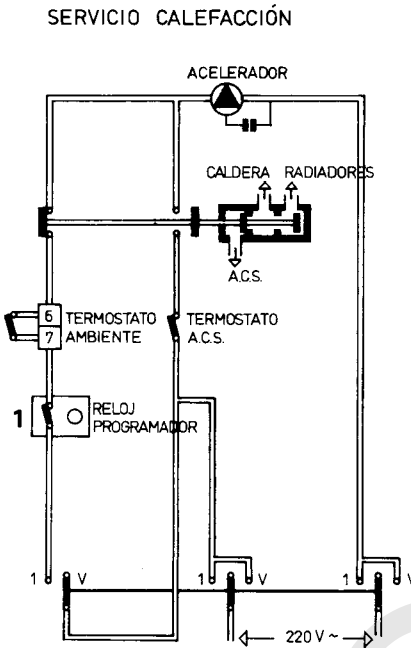 SERVICIO CALEFACCIÓN
ACELERADOR
CALDERA RADIADORES
A.C.S.
6 TERMOSTATO
7 AMBIENTE
TERMOSTATO
A.C.S.
1
RELOJ
PROGRAMADOR
1 V 1 V 1 V
220 V ~